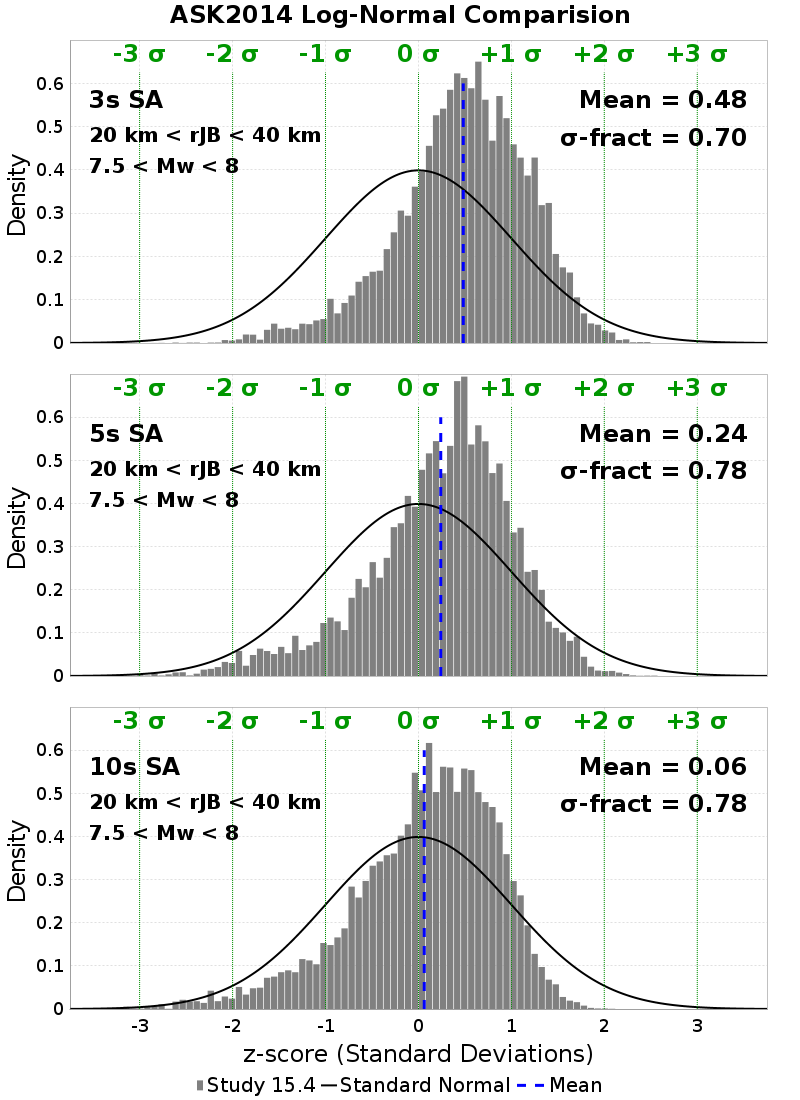 ASK2014 Log-Normal Comparision
-3 σ -2 σ -1 σ 0 σ +1 σ +2 σ +3 σ
3s SA
20 km < rJB < 40 km
7.5 < Mw < 8
Mean = 0.48
σ-fract = 0.70
Density
0.6
0.5
0.4
0.3
0.2
0.1
0
-3 σ -2 σ -1 σ 0 σ +1 σ +2 σ +3 σ
5s SA
20 km < rJB < 40 km
7.5 < Mw < 8
Mean = 0.24
σ-fract = 0.78
Density
0.6
0.5
0.4
0.3
0.2
0.1
0
-3 σ -2 σ -1 σ 0 σ +1 σ +2 σ +3 σ
10s SA
20 km < rJB < 40 km
7.5 < Mw < 8
Mean = 0.06
σ-fract = 0.78
Density
0.6
0.5
0.4
0.3
0.2
0.1
0
-3 -2 -1 0 1 2 3
z-score (Standard Deviations)
Study 15.4 Standard Normal Mean